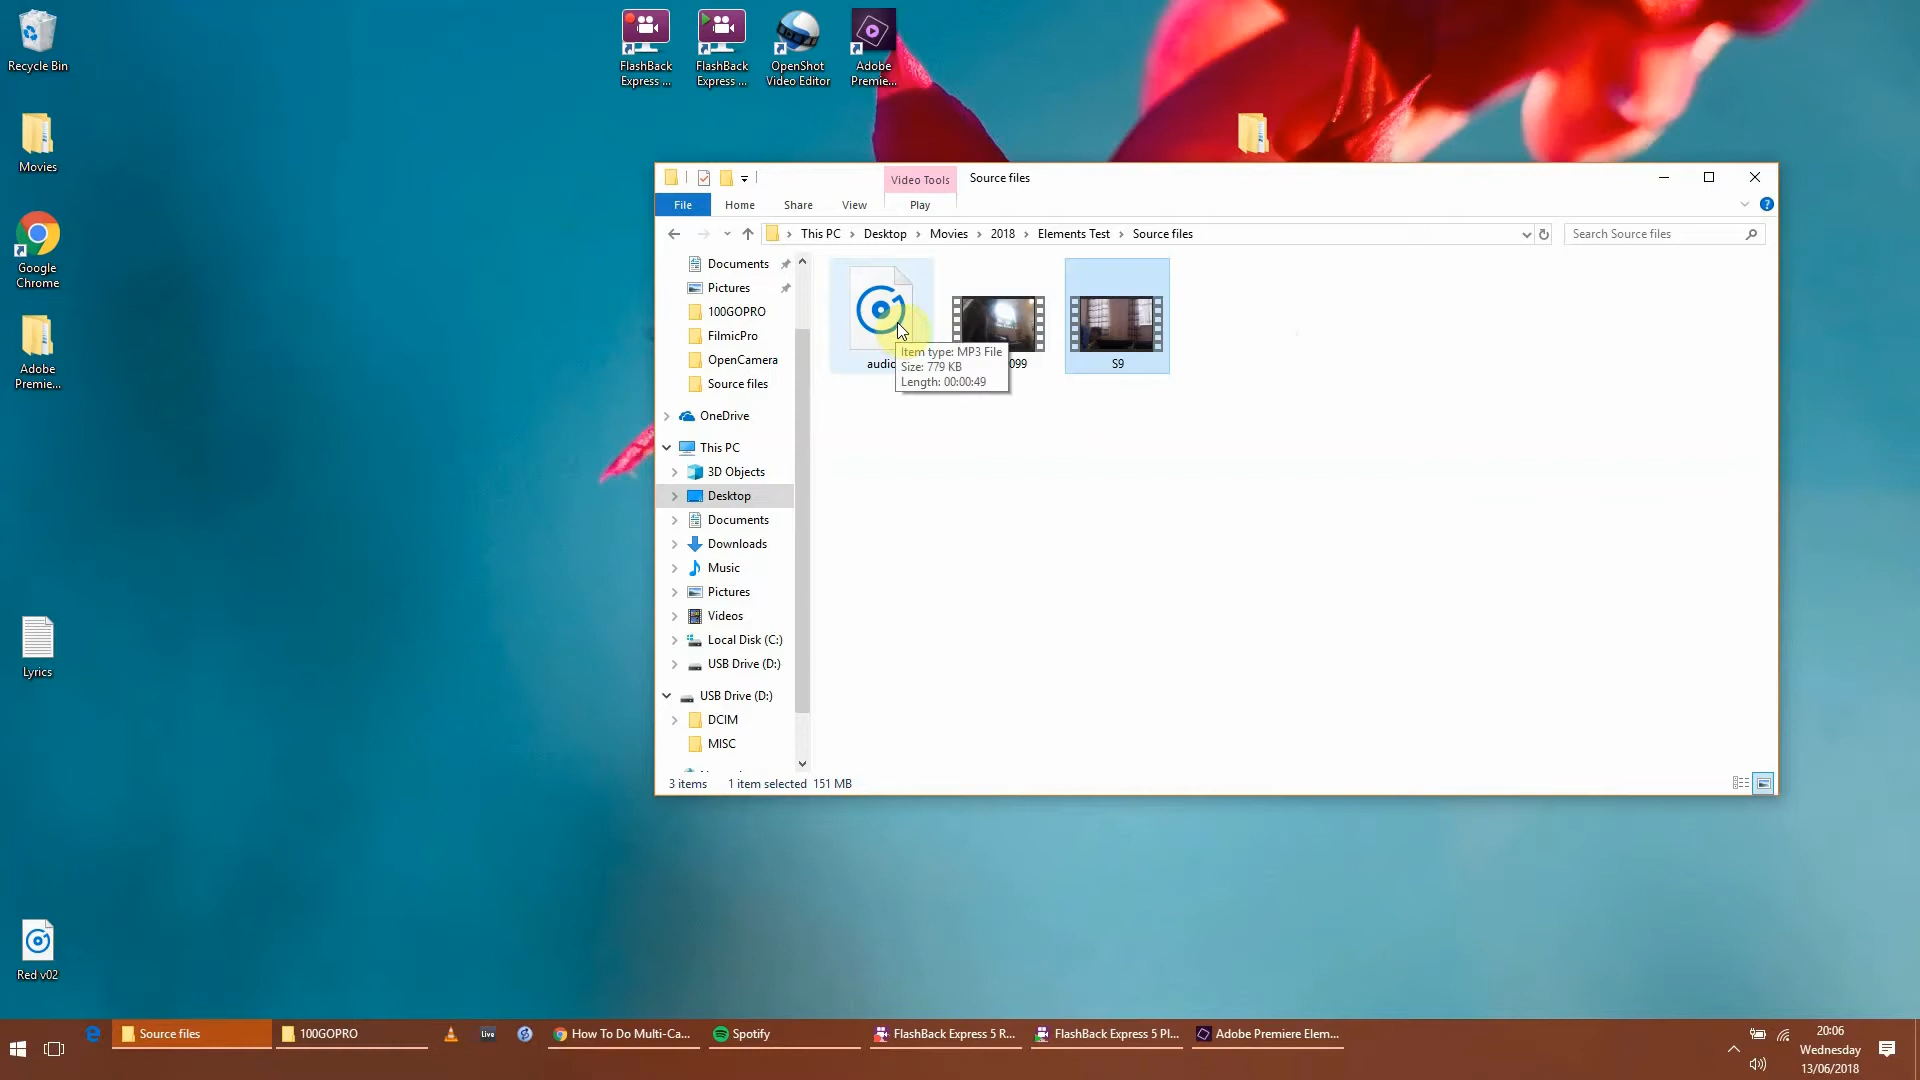 Recycle Bin
Movies
Google
Chrome
Adobe
Premie...
Lyrics
Red v02
FlashBack
Express ...
FlashBack
Express ...
OpenShot
Video Editor
Adobe
Premie...
Video Tools
Source files
File
Home
Share
View
Play
This PC
Desktop
Movies
2018
Elements Test
Source files
Search Source files
Documents
Pictures
100GOPRO
FilmicPro
OpenCamera
Source files
OneDrive
This PC
3D Objects
Desktop
Documents
Downloads
Music
Pictures
Videos
Local Disk (C:)
USB Drive (D:)
USB Drive (D:)
DCIM
MISC
audio
099
S9
Item type: MP3 File
Size: 779 KB
Length: 00:00:49
3 items
1 item selected 151 MB
Source files
100GOPRO
Live
How To Do Multi-Ca...
Spotify
FlashBack Express 5 R...
FlashBack Express 5 Pl...
Adobe Premiere Elem...
20:06
Wednesday
13/06/2018